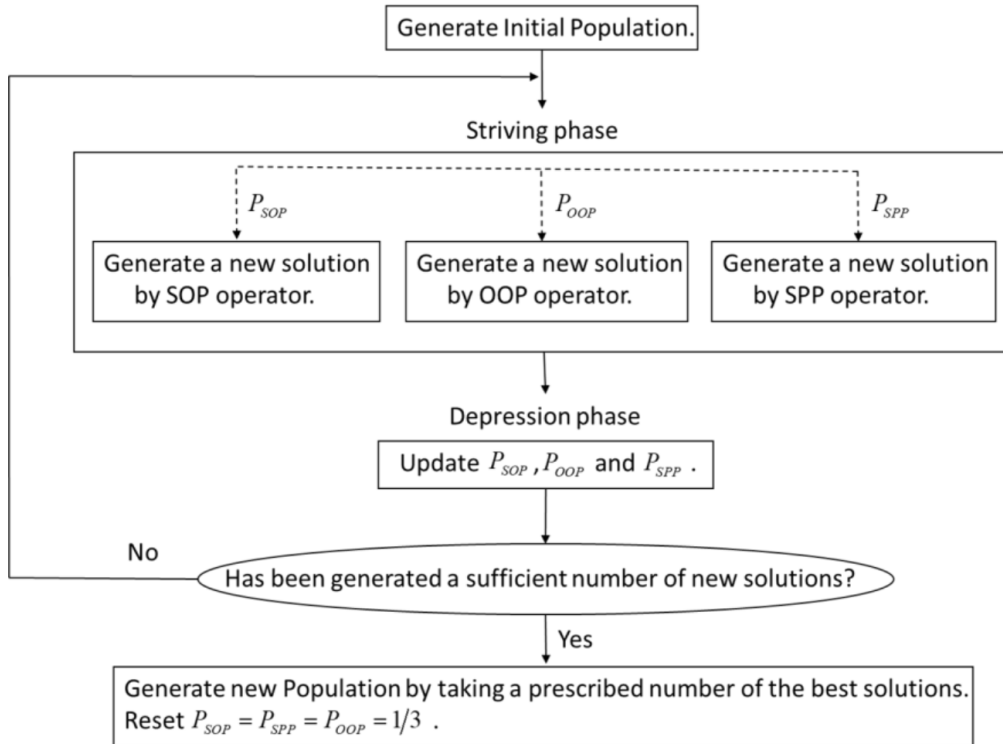 Generate Initial Population.
Striving phase
P_SOP
P_OOP
P_SPP
Generate a new solution
by SOP operator.
Generate a new solution
by OOP operator.
Generate a new solution
by SPP operator.
Depression phase
Update P_SOP , P_OOP and P_SPP .
No
Has been generated a sufficient number of new solutions?
Yes
Generate new Population by taking a prescribed number of the best solutions.
Reset P_SOP = P_SPP = P_OOP = 1/3 .